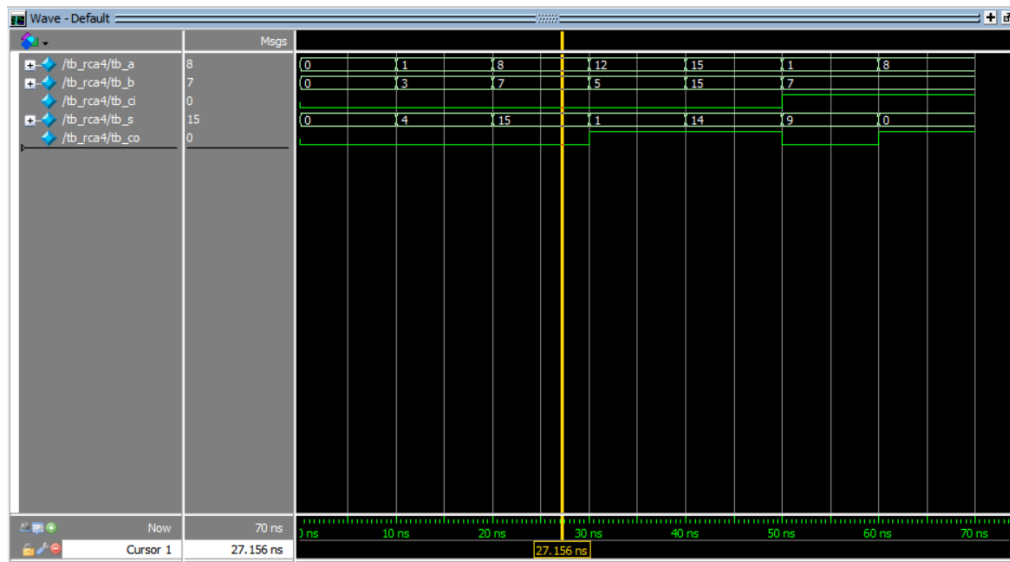 Wave - Default
Msgs
/tb_rca4/tb_a 8 0 1 8 12 15 1 8
/tb_rca4/tb_b 7 0 3 7 5 15 7
/tb_rca4/tb_ci 0
/tb_rca4/tb_s 15 0 4 15 1 14 9 0
/tb_rca4/tb_co 0
Now 70 ns ns 10 ns 20 ns 30 ns 40 ns 50 ns 60 ns 70 ns
Cursor 1 27.156 ns 27.156 ns